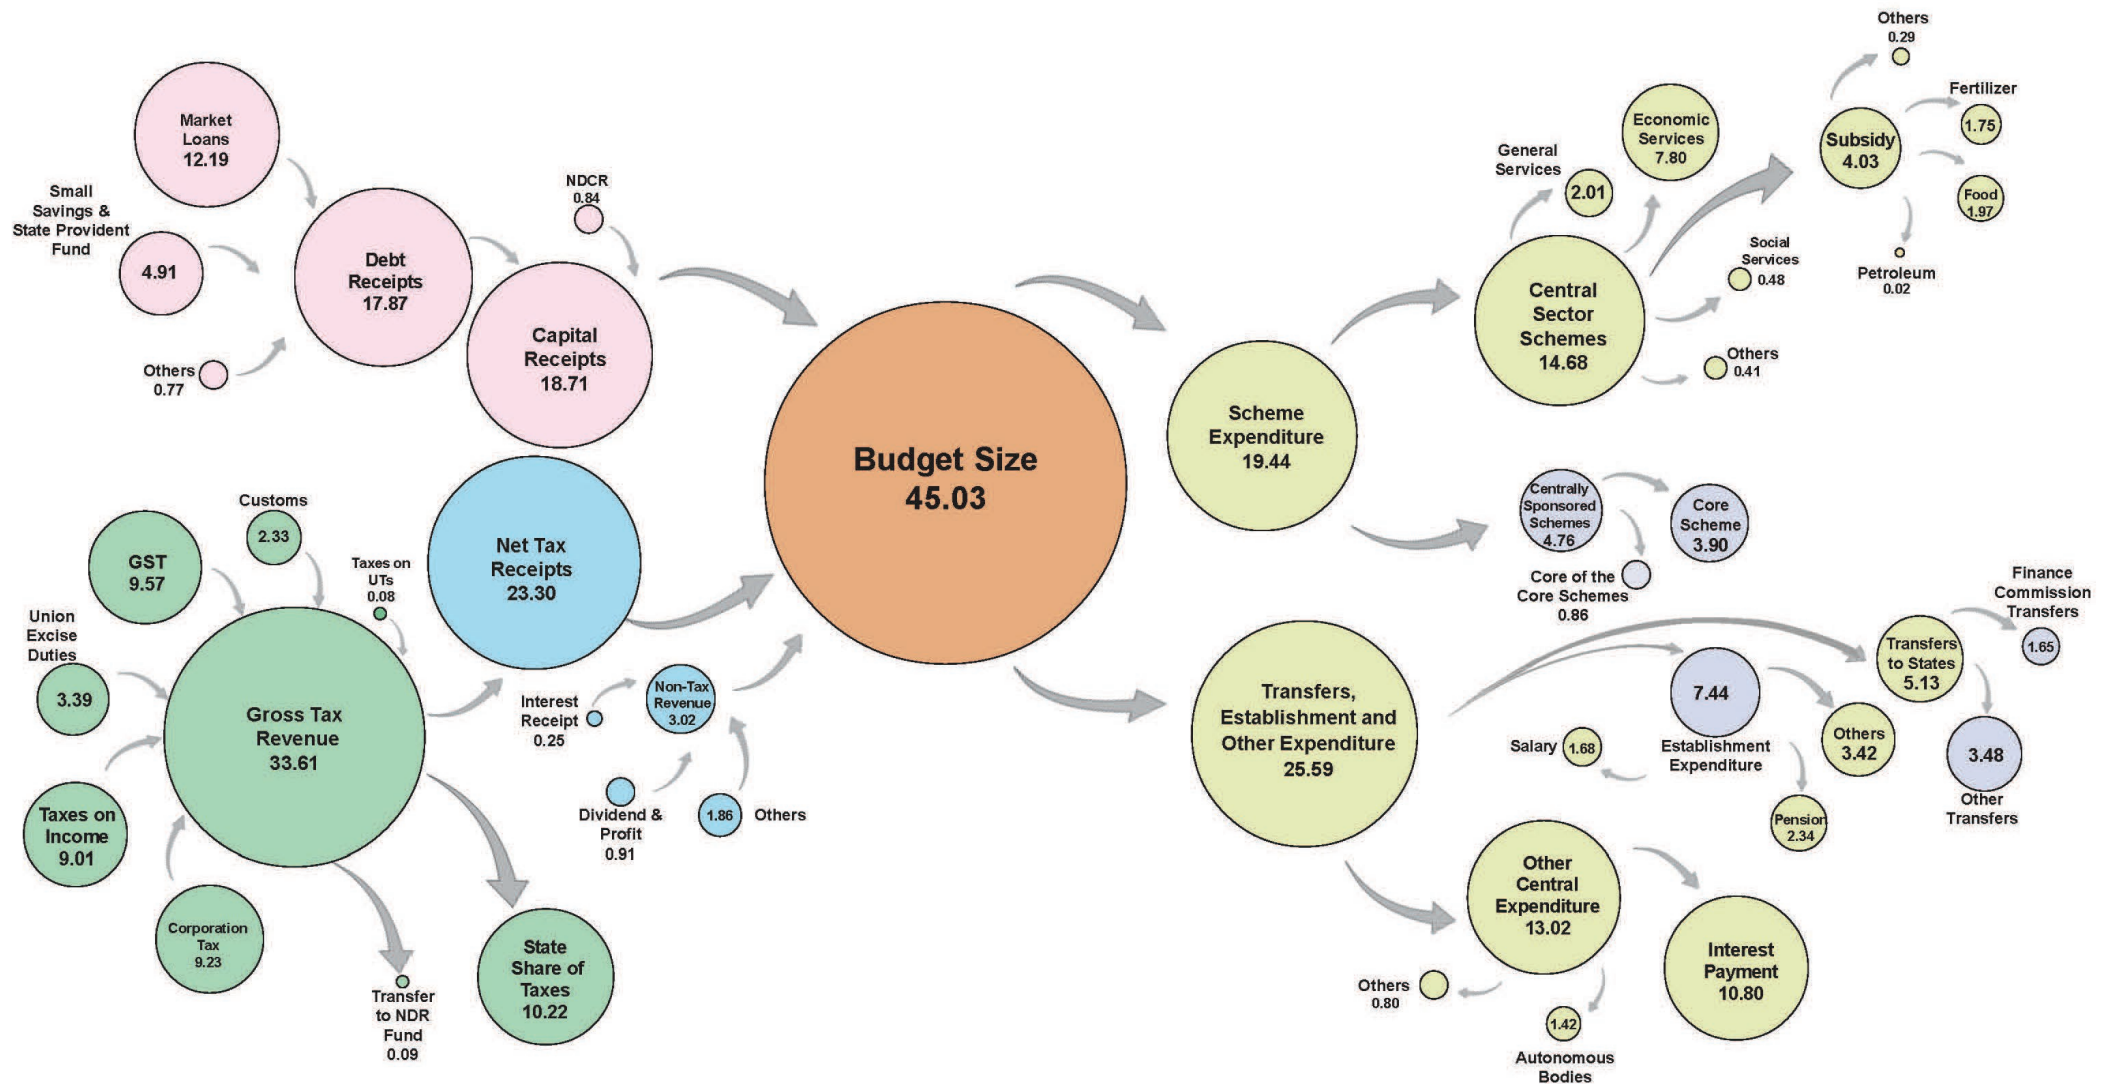 Market
Loans
12.19
Small
Savings &
State Provident
Fund
4.91
Others
0.77
Debt
Receipts
17.87
NDCR
0.84
Capital
Receipts
18.71
Customs
2.33
GST
9.57
Taxes on
UTs
0.08
Union
Excise
Duties
3.39
Gross Tax
Revenue
33.61
Taxes on
Income
9.01
Corporation
Tax
9.23
Transfer
to NDR
Fund
0.09
State
Share of
Taxes
10.22
Net Tax
Receipts
23.30
Interest
Receipt
0.25
Non-Tax
Revenue
3.02
Dividend &
Profit
0.91
1.86
Others
Budget Size
45.03
Scheme
Expenditure
19.44
Central
Sector
Schemes
14.68
General
Services
2.01
Economic
Services
7.80
Subsidy
4.03
Others
0.29
Fertilizer
1.75
Food
1.97
Petroleum
0.02
Social
Services
0.48
Others
0.41
Centrally
Sponsored
Schemes
4.76
Core
Scheme
3.90
Core of the
Core Schemes
0.86
Transfers,
Establishment and
Other Expenditure
25.59
Transfers
to States
5.13
Finance
Commission
Transfers
1.65
3.48
Other
Transfers
7.44
Establishment
Expenditure
Salary
1.68
Others
3.42
Pension
2.34
Other
Central
Expenditure
13.02
Interest
Payment
10.80
Others
0.80
1.42
Autonomous
Bodies